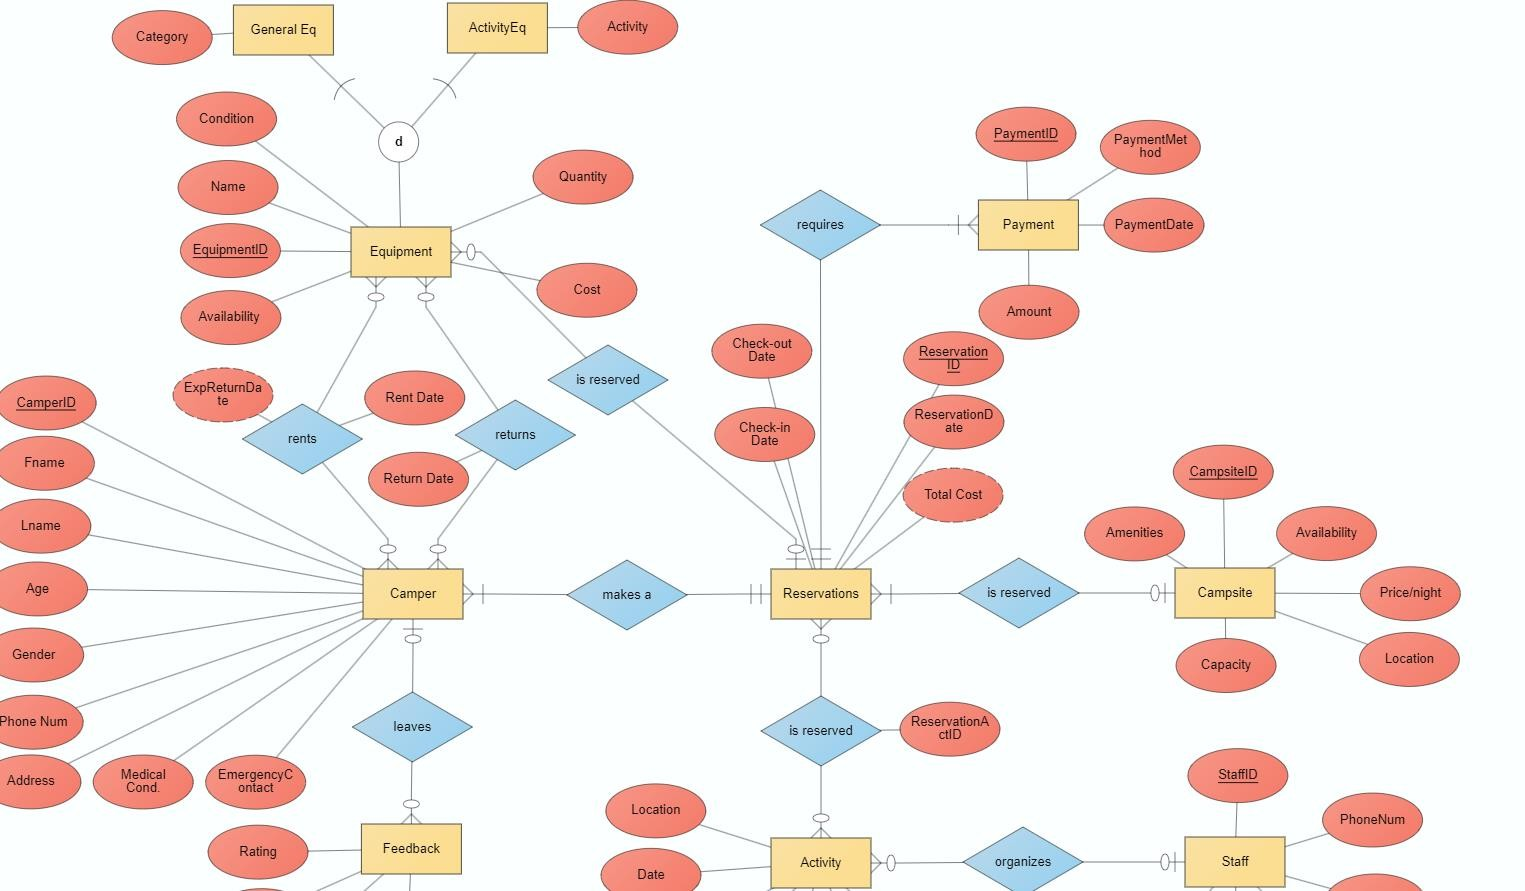 General Eq
ActivityEq
Activity
Category
d
Condition
Name
EquipmentID
Availability
Equipment
Quantity
Cost
PaymentID
PaymentMet
hod
requires
Payment
PaymentDate
Amount
Check-out
Date
Reservation
ID
is reserved
ExpReturnDa
te
Rent Date
CamperID
rents
returns
Check-in
Date
ReservationD
ate
Fname
Return Date
Total Cost
CampsiteID
Lname
Amenities
Availability
Age
Camper
makes a
Reservations
is reserved
Campsite
Price/night
Gender
Capacity
Location
Phone Num
leaves
is reserved
ReservationA
ctID
Address
Medical
Cond.
EmergencyC
ontact
StaffID
Location
PhoneNum
Rating
Feedback
Activity
organizes
Staff
Date